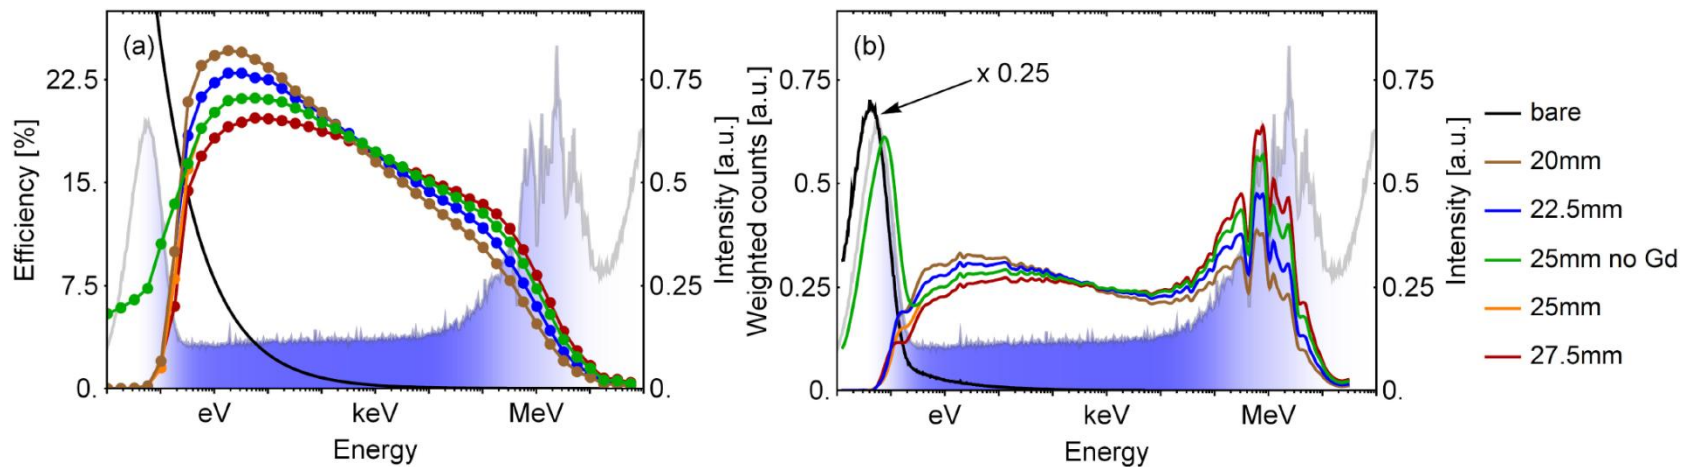 (a)
Efficiency [%]
22.5
15.
7.5
0.
0.75
0.5
0.25
0.
Intensity [a.u.]
eV
keV
MeV
Energy
(b)
x 0.25
Weighted counts [a.u.]
0.75
0.5
0.25
0.
0.75
0.5
0.25
0.
Intensity [a.u.]
eV
keV
MeV
Energy
bare
20mm
22.5mm
25mm no Gd
25mm
27.5mm